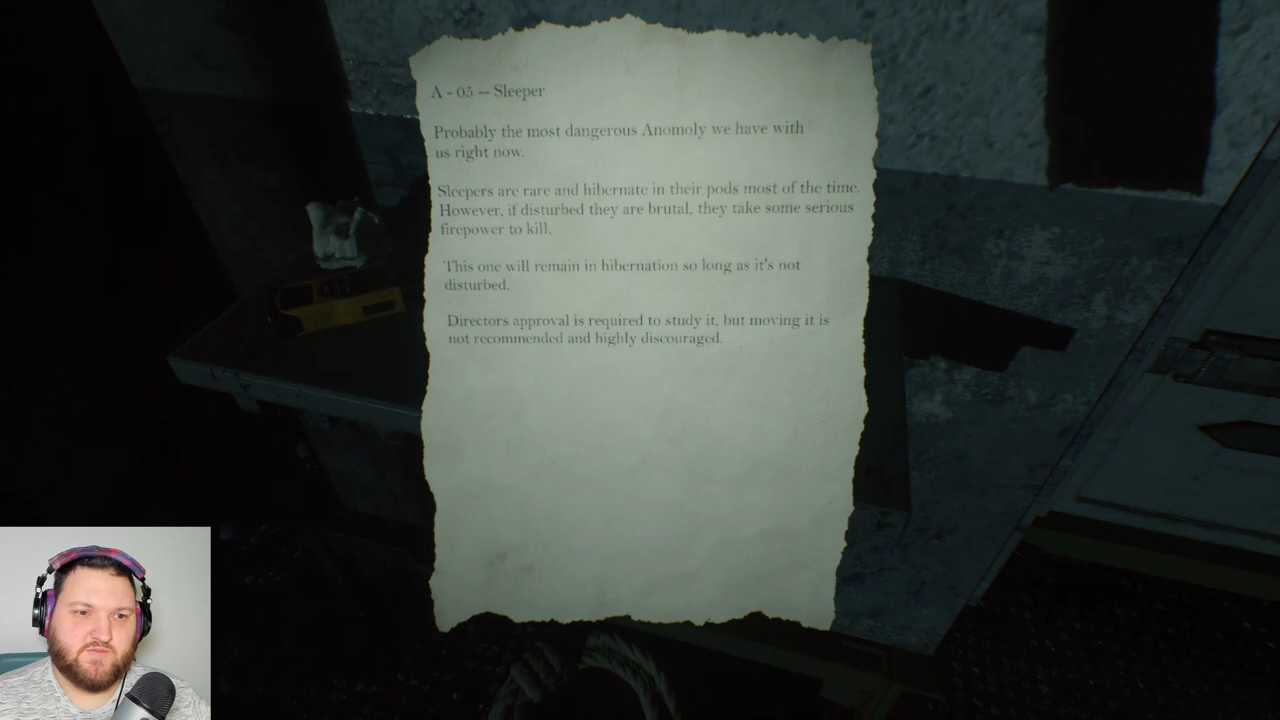 A - 05 — Sleeper
Probably the most dangerous Anomoly we have with
us right now.
Sleepers are rare and hibernate in their pods most of the time.
However, if disturbed they are brutal, they take some serious
firepower to kill.
This one will remain in hibernation so long as it's not
disturbed.
Directors approval is required to study it, but moving it is
not recommended and highly discouraged.